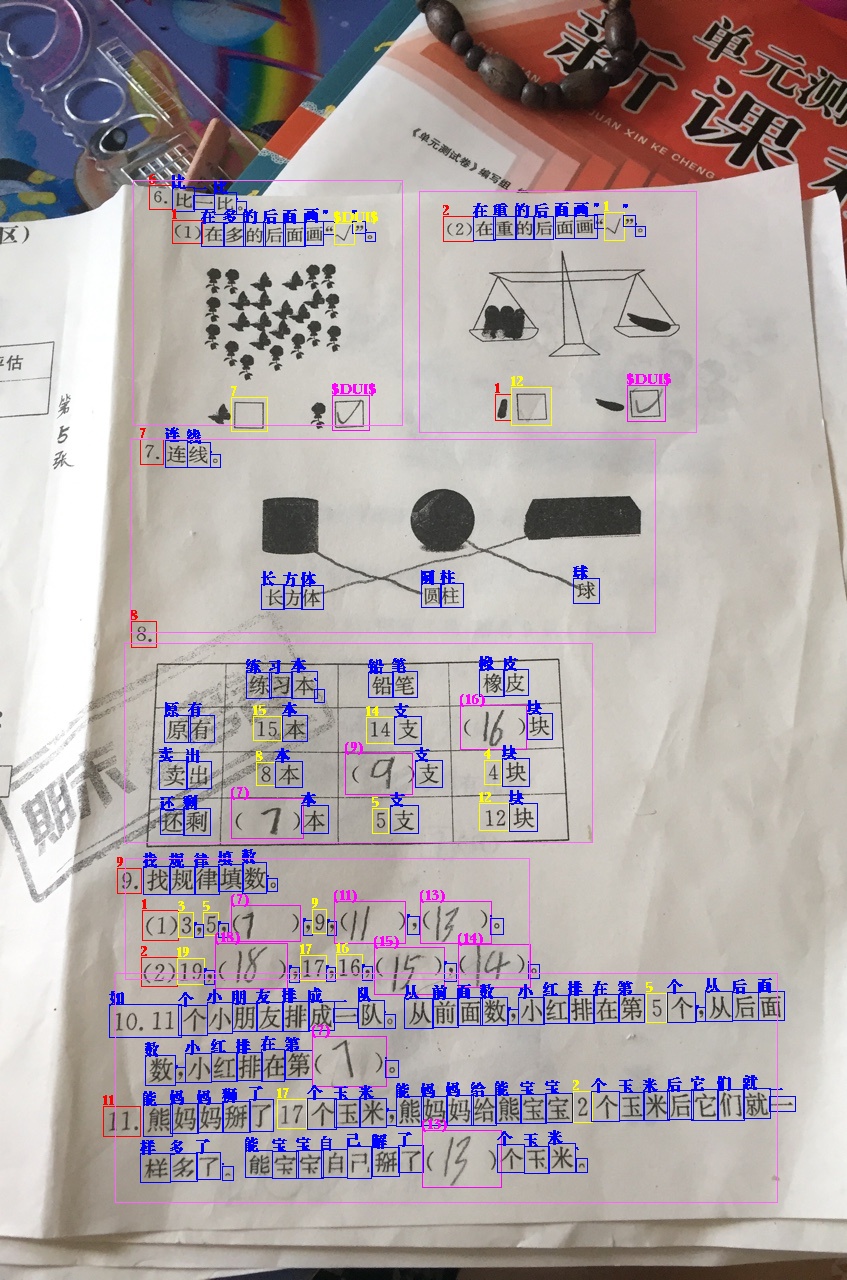 单元测
新课
JUAN XIN KE CHENG
《单元测试卷》编写组
区)
评估
第5张
6.比一比。
(1)在多的后面画“√”。
(2)在重的后面画“√”。
√
√
7.连线。
长方体 圆柱 球
8.
练习本 铅笔 橡皮
原有 15本 14支 (16)块
卖出 8本 (9)支 4块
还剩 (7)本 5支 12块
期末
9.找规律填数。
(1)3,5,(7),9,(11),(13)。
(2)19,(18),17,16,(15),(14)。
10.11个小朋友排成一队。从前面数,小红排在第5个,从后面
数,小红排在第(7)。
11.熊妈妈掰了17个玉米,熊妈妈给熊宝宝2个玉米后它们就一
样多了。熊宝宝自己掰了(13)个玉米。